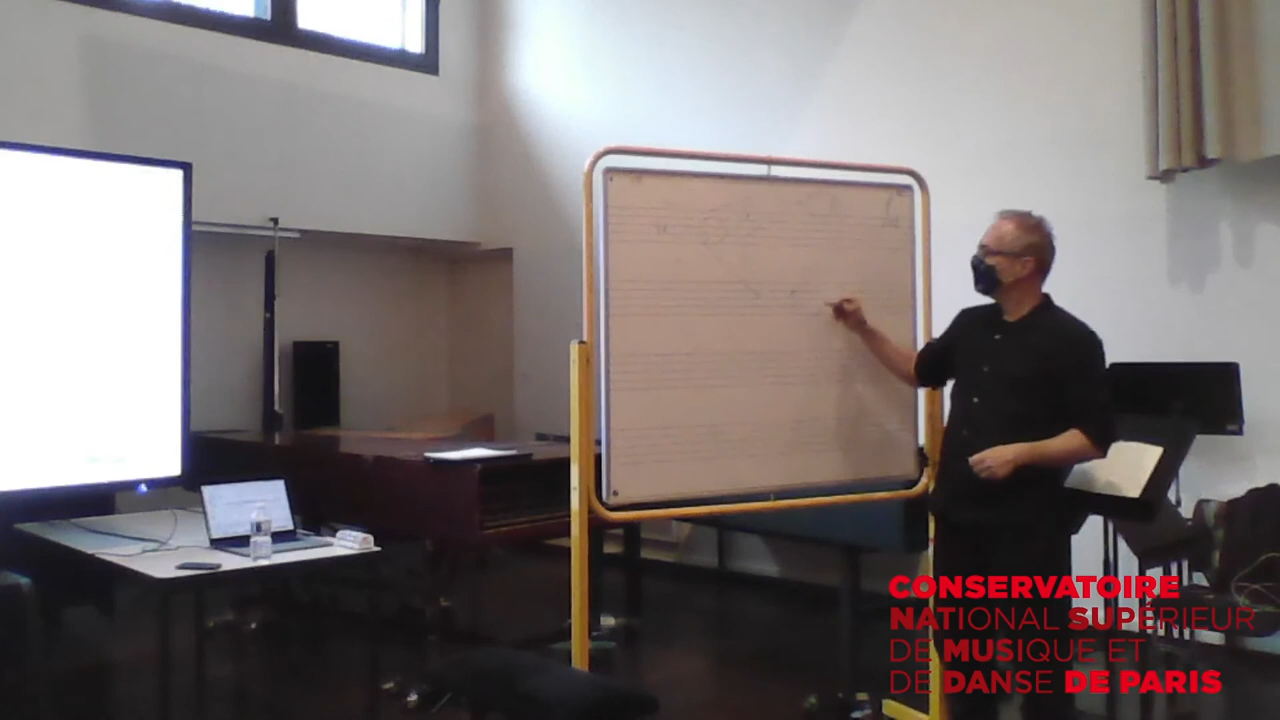 CONSERVATOIRE
NATIONAL SUPÉRIEUR
DE MUSIQUE ET
DE DANSE DE PARIS